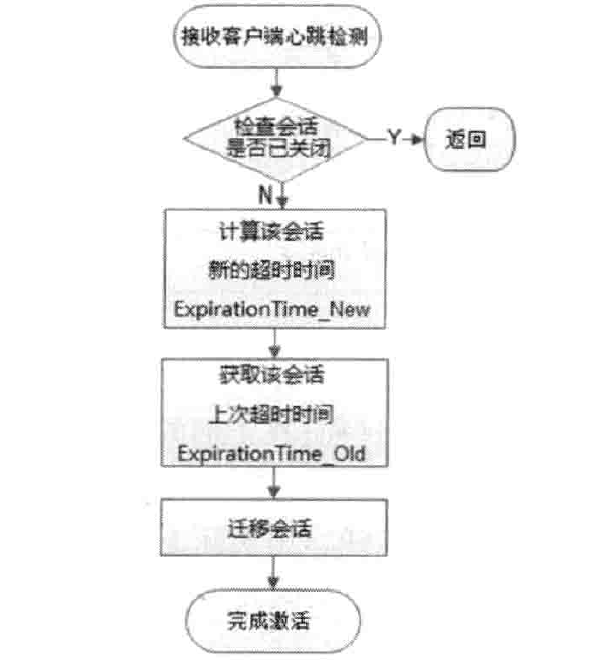 接收客户端心跳检测
检查会话
是否已关闭
Y
返回
N
计算该会话
新的超时时间
ExpirationTime_New
获取该会话
上次超时时间
ExpirationTime_Old
迁移会话
完成激活